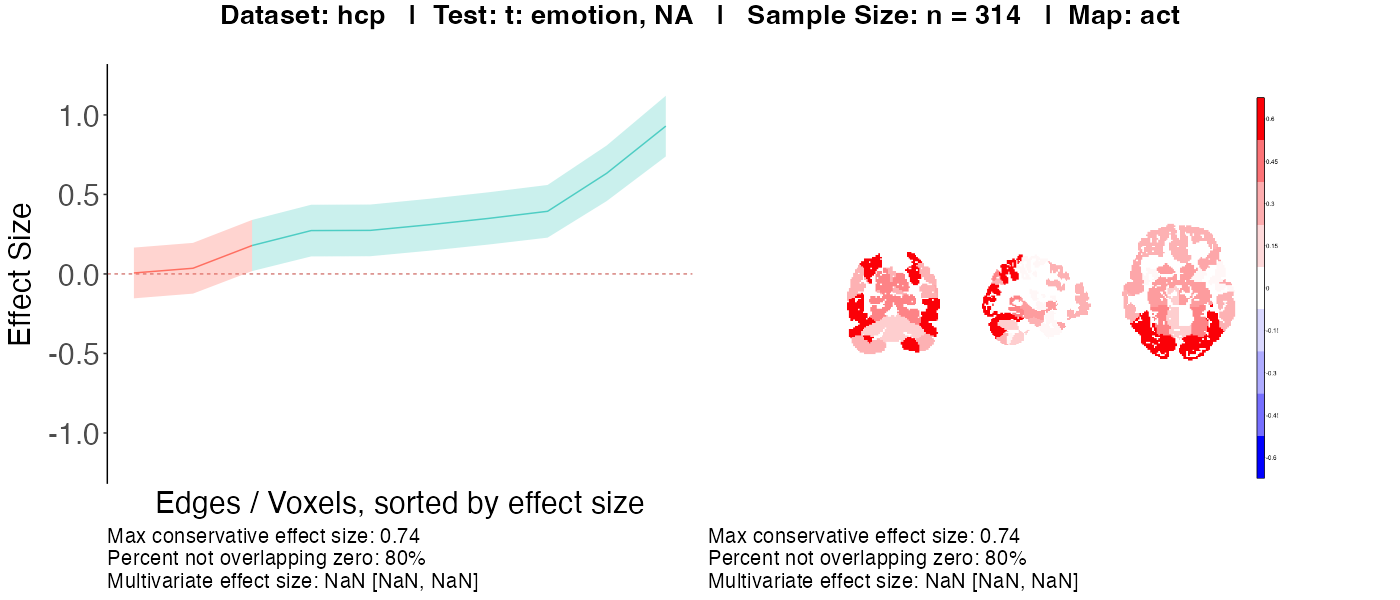 Dataset: hcp | Test: t: emotion, NA | Sample Size: n = 314 | Map: act
1.0
0.5
0.0
-0.5
-1.0
Effect Size
Edges / Voxels, sorted by effect size
Max conservative effect size: 0.74
Percent not overlapping zero: 80%
Multivariate effect size: NaN [NaN, NaN]
0.6
0.45
0.3
0.15
0
-0.3
-0.6
Max conservative effect size: 0.74
Percent not overlapping zero: 80%
Multivariate effect size: NaN [NaN, NaN]